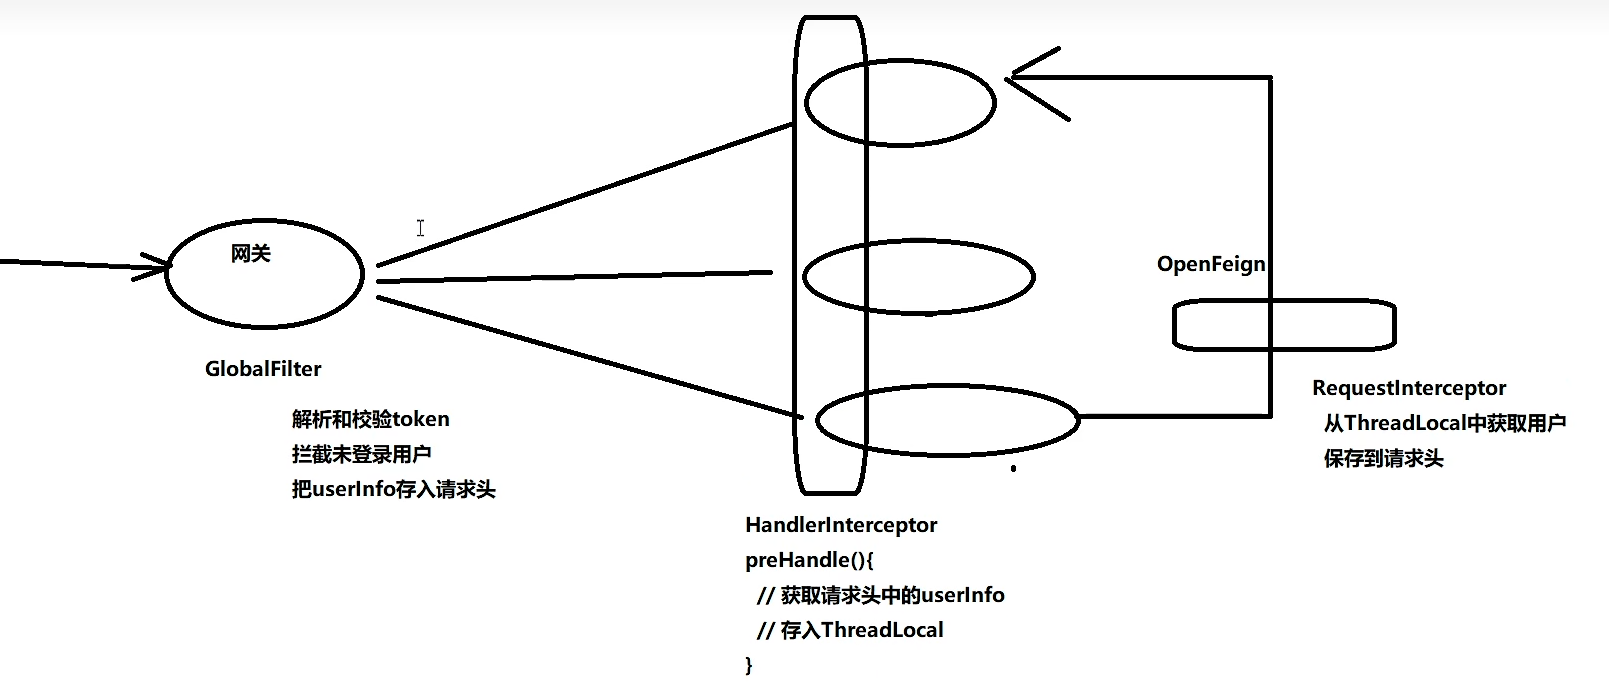 网关
GlobalFilter
解析和校验token
拦截未登录用户
把userInfo存入请求头
HandlerInterceptor
preHandle(){
// 获取请求头中的userInfo
// 存入ThreadLocal
}
OpenFeign
RequestInterceptor
从ThreadLocal中获取用户
保存到请求头